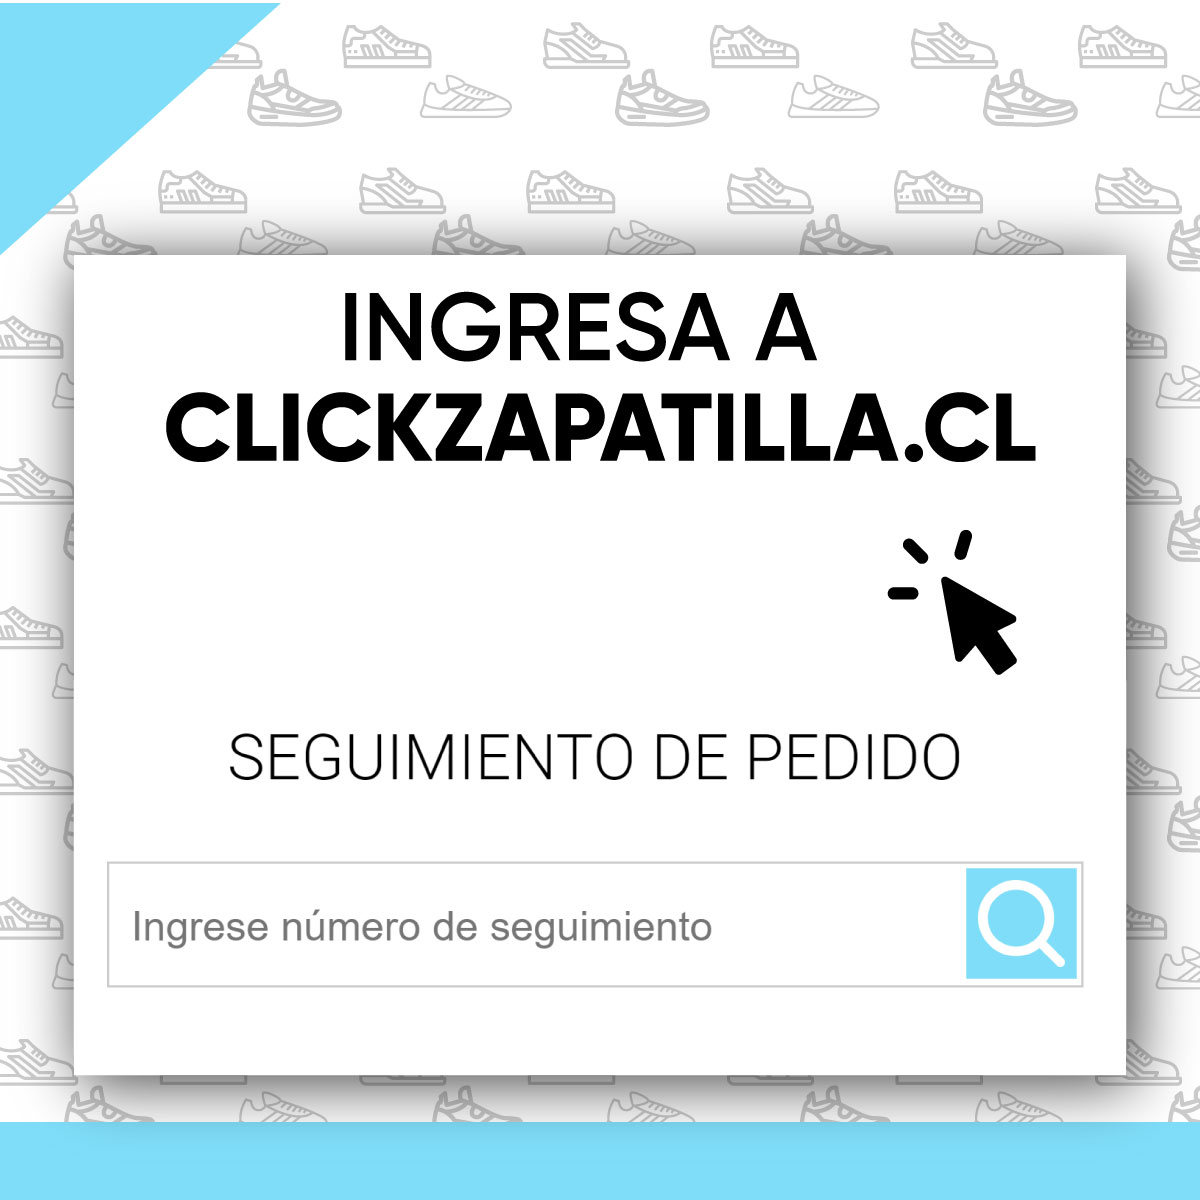 INGRESA A
CLICKZAPATILLA.CL
SEGUIMIENTO DE PEDIDO
Ingrese número de seguimiento